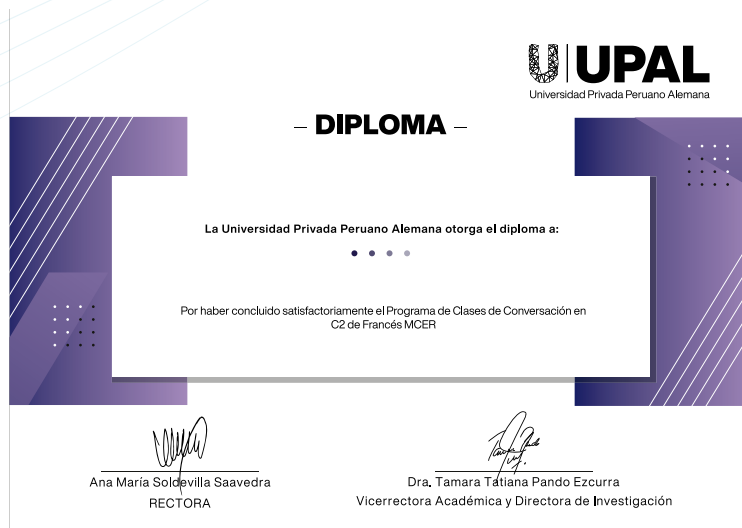 UPAL
Universidad Privada Peruano Alemana
– DIPLOMA –
La Universidad Privada Peruano Alemana otorga el diploma a:
Por haber concluido satisfactoriamente el Programa de Clases de Conversación en
C2 de Francés MCER
Ana María Soldevilla Saavedra
RECTORA
Dra. Tamara Tatiana Pando Ezcurra
Vicerrectora Académica y Directora de Investigación